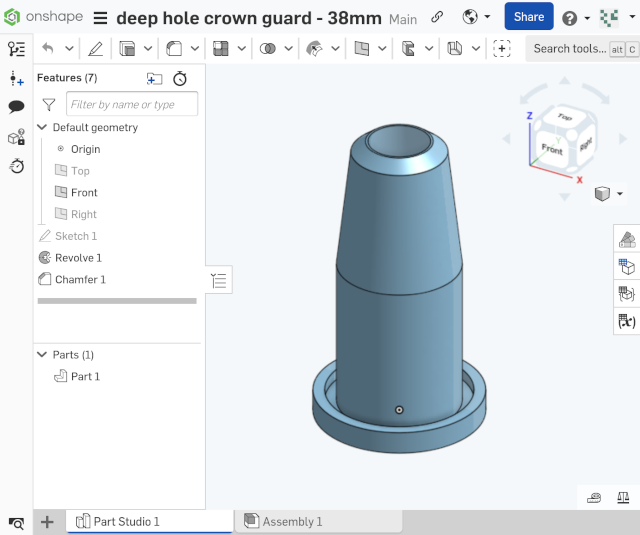 onshape
deep hole crown guard - 38mm Main
Share
Search tools... alt C
Features (7)
Filter by name or type
Default geometry
Origin
Top
Front
Right
Sketch 1
Revolve 1
Chamfer 1
Parts (1)
Part 1
Z
Top
Y
Front
Right
X
(x)
Part Studio 1
Assembly 1